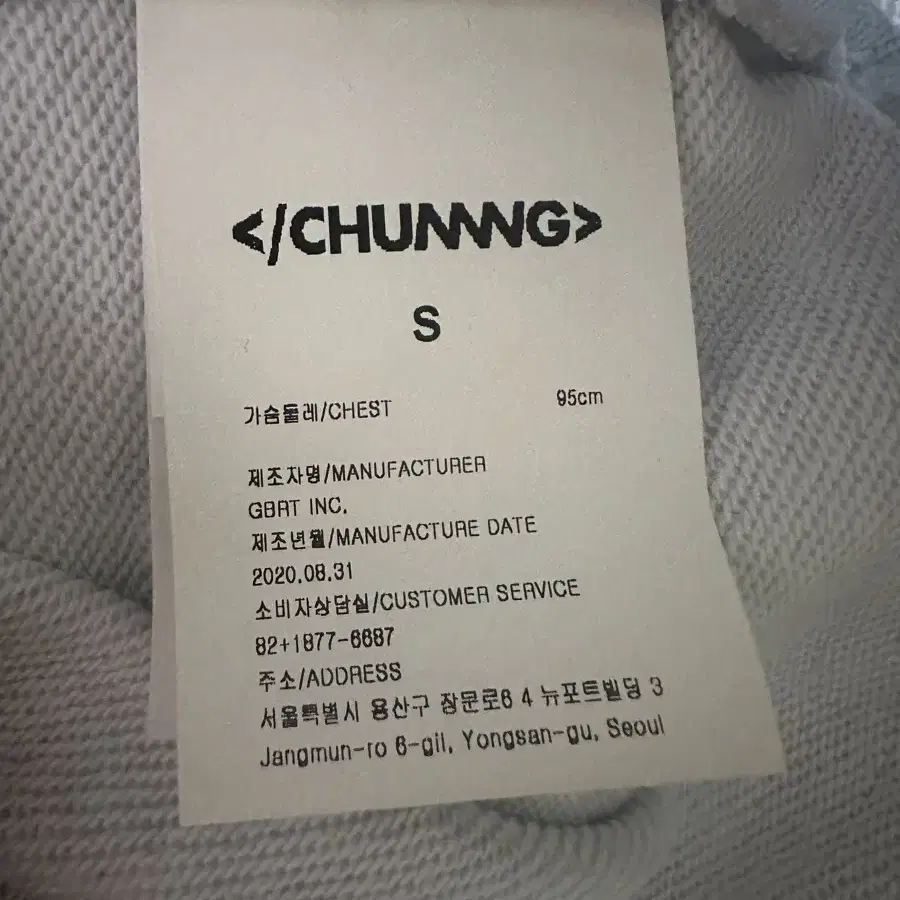 </CHUNNNG>
S
가슴둘레/CHEST 95cm
제조자명/MANUFACTURER
GBRT INC.
제조년월/MANUFACTURE DATE
2020.08.31
소비자상담실/CUSTOMER SERVICE
82+1877-6687
주소/ADDRESS
서울특별시 용산구 장문로6 4 뉴포트빌딩 3
Jangmun-ro 6-gil, Yongsan-gu, Seoul